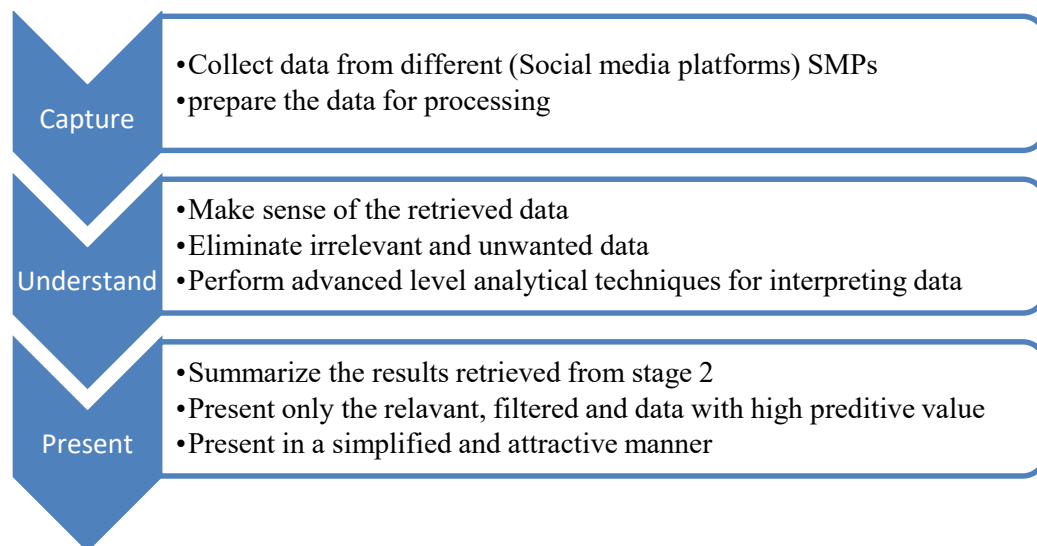 Capture
•Collect data from different (Social media platforms) SMPs
•prepare the data for processing
Understand
•Make sense of the retrieved data
•Eliminate irrelevant and unwanted data
•Perform advanced level analytical techniques for interpreting data
Present
•Summarize the results retrieved from stage 2
•Present only the relavant, filtered and data with high preditive value
•Present in a simplified and attractive manner